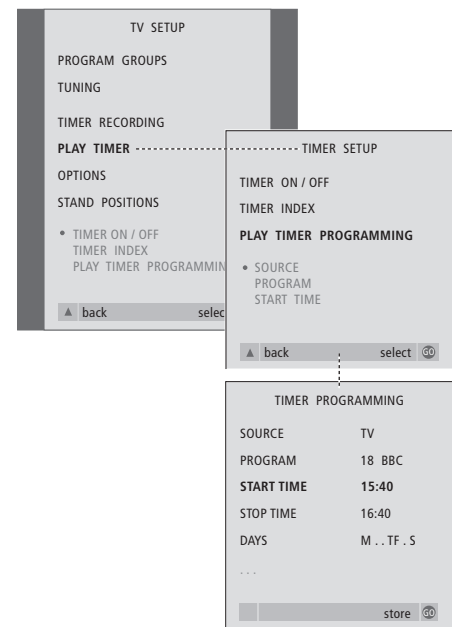 TV SETUP
PROGRAM GROUPS
TUNING
TIMER RECORDING
PLAY TIMER
OPTIONS
STAND POSITIONS
• TIMER ON / OFF
TIMER INDEX
PLAY TIMER PROGRAMMIN
▲ back selec
TIMER SETUP
TIMER ON / OFF
TIMER INDEX
PLAY TIMER PROGRAMMING
• SOURCE
PROGRAM
START TIME
▲ back select GO
TIMER PROGRAMMING
SOURCE TV
PROGRAM 18 BBC
START TIME 15:40
STOP TIME 16:40
DAYS M . . TF . S
. . .
store GO